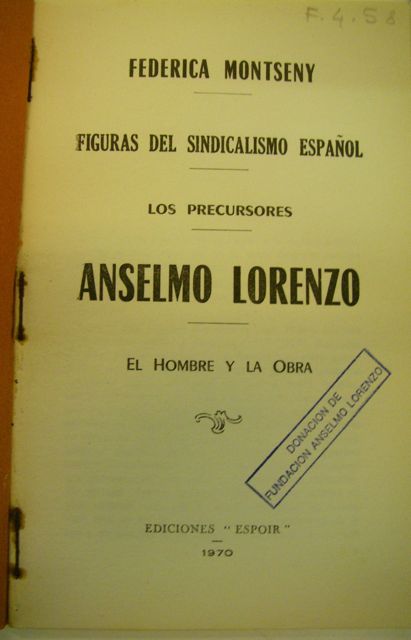 F.4.58
FEDERICA MONTSENY
FIGURAS DEL SINDICALISMO ESPAÑOL
LOS PRECURSORES
ANSELMO LORENZO
EL HOMBRE Y LA OBRA
DONACION DE
FUNDACION ANSELMO LORENZO
EDICIONES " ESPOIR "
1970